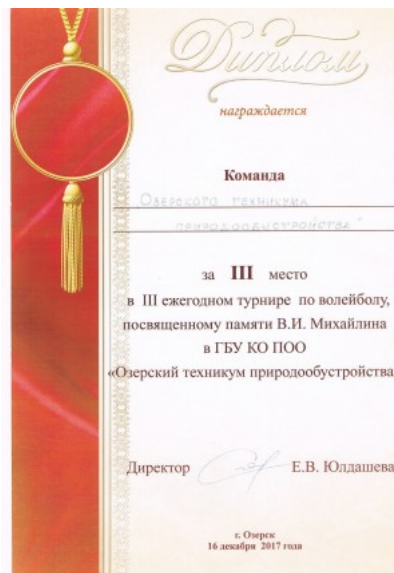 Диплом
награждается
Команда
Озерского техникума
природообустройства"
за III место
в III ежегодном турнире по волейболу,
посвященному памяти В.И. Михайлина
в ГБУ КО ПОО
«Озерский техникум природообустройства
Директор Е.В. Юлдашева
г. Озерск
16 декабря 2017 года